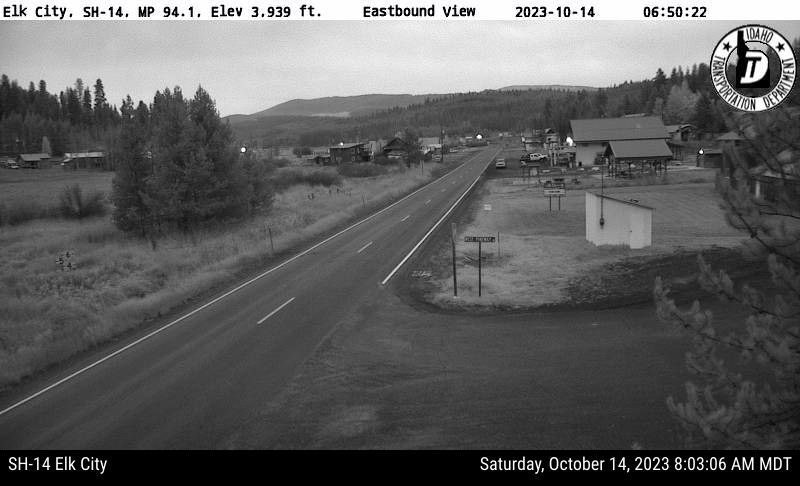 Elk City, SH-14, MP 94.1, Elev 3,939 ft. Eastbound View 2023-10-14 06:50:22
IDAHO
TRANSPORTATION DEPARTMENT
SH-14 Elk City
Saturday, October 14, 2023 8:03:06 AM MDT